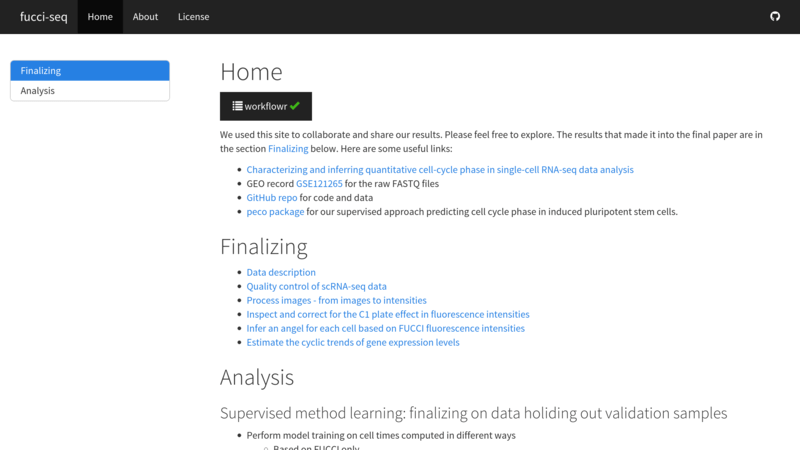 fucci-seq Home About License
Finalizing
Analysis
Home
workflowr
We used this site to collaborate and share our results. Please feel free to explore. The results that made it into the final paper are in
the section Finalizing below. Here are some useful links:
Characterizing and inferring quantitative cell-cycle phase in single-cell RNA-seq data analysis
GEO record GSE121265 for the raw FASTQ files
GitHub repo for code and data
peco package for our supervised approach predicting cell cycle phase in induced pluripotent stem cells.
Finalizing
Data description
Quality control of scRNA-seq data
Process images - from images to intensities
Inspect and correct for the C1 plate effect in fluorescence intensities
Infer an angel for each cell based on FUCCI fluorescence intensities
Estimate the cyclic trends of gene expression levels
Analysis
Supervised method learning: finalizing on data holiding out validation samples
Perform model training on cell times computed in different ways
Based on FUCCI only